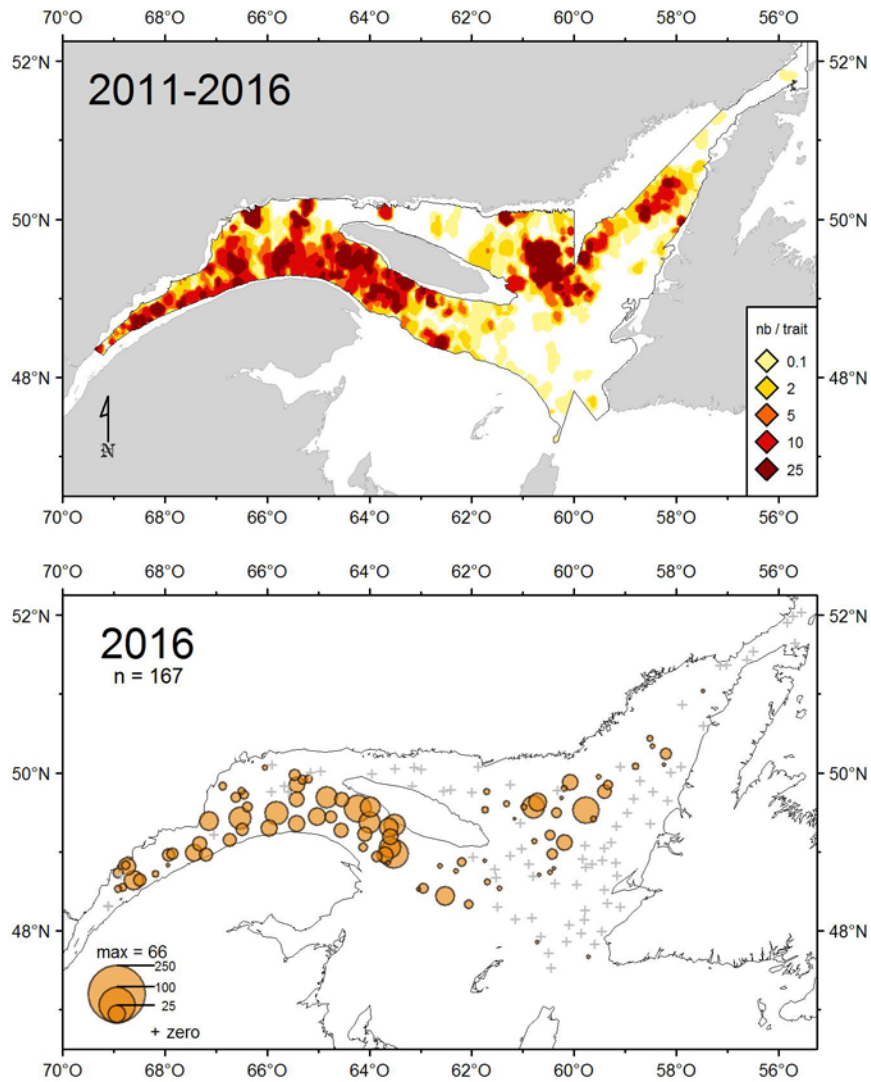 70°O 68°O 66°O 64°O 62°O 60°O 58°O 56°O
52°N 52°N
2011-2016
50°N 50°N
nb / trait
0.1
48°N 48°N
2
5
10
N
25
70°O 68°O 66°O 64°O 62°O 60°O 58°O 56°O
70°O 68°O 66°O 64°O 62°O 60°O 58°O 56°O
52°N 52°N
2016
n = 167
50°N 50°N
48°N 48°N
max = 66
250
100
25
+ zero
70°O 68°O 66°O 64°O 62°O 60°O 58°O 56°O